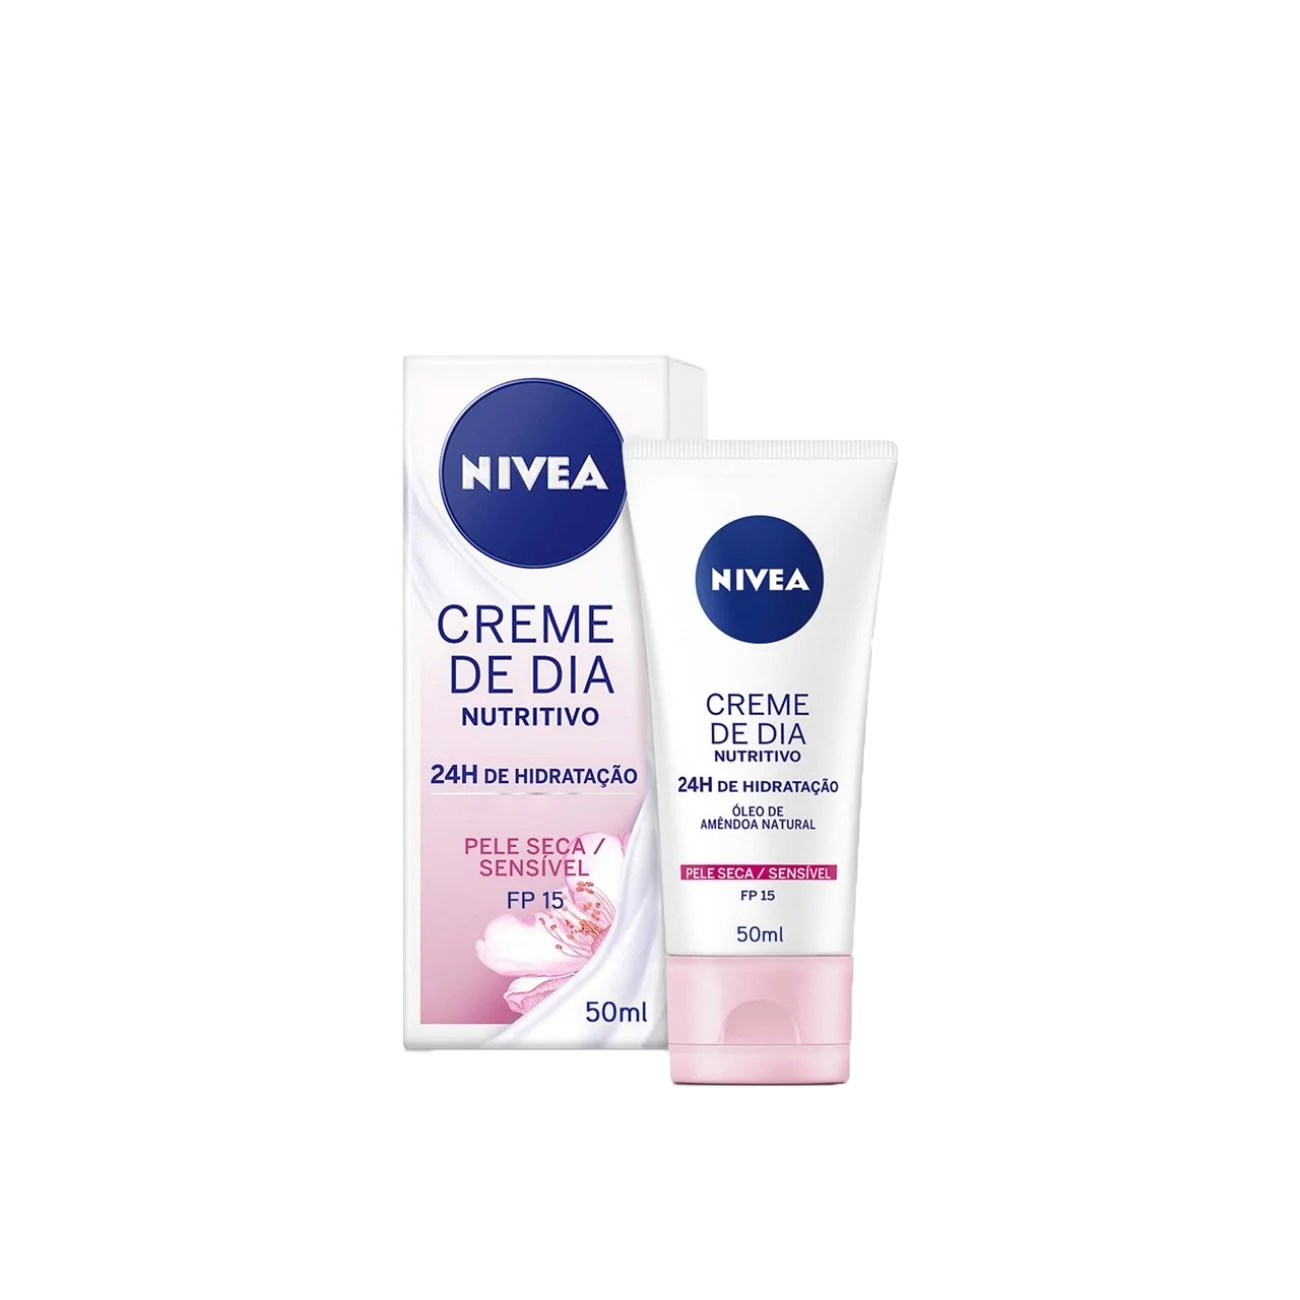 NIVEA
CREME
DE DIA
NUTRITIVO
24H DE HIDRATAÇÃO
PELE SECA /
SENSÍVEL
FP 15
50ml
NIVEA
CREME
DE DIA
NUTRITIVO
24H DE HIDRATAÇÃO
ÓLEO DE
AMÊNDOA NATURAL
PELE SECA / SENSÍVEL
FP 15
50ml